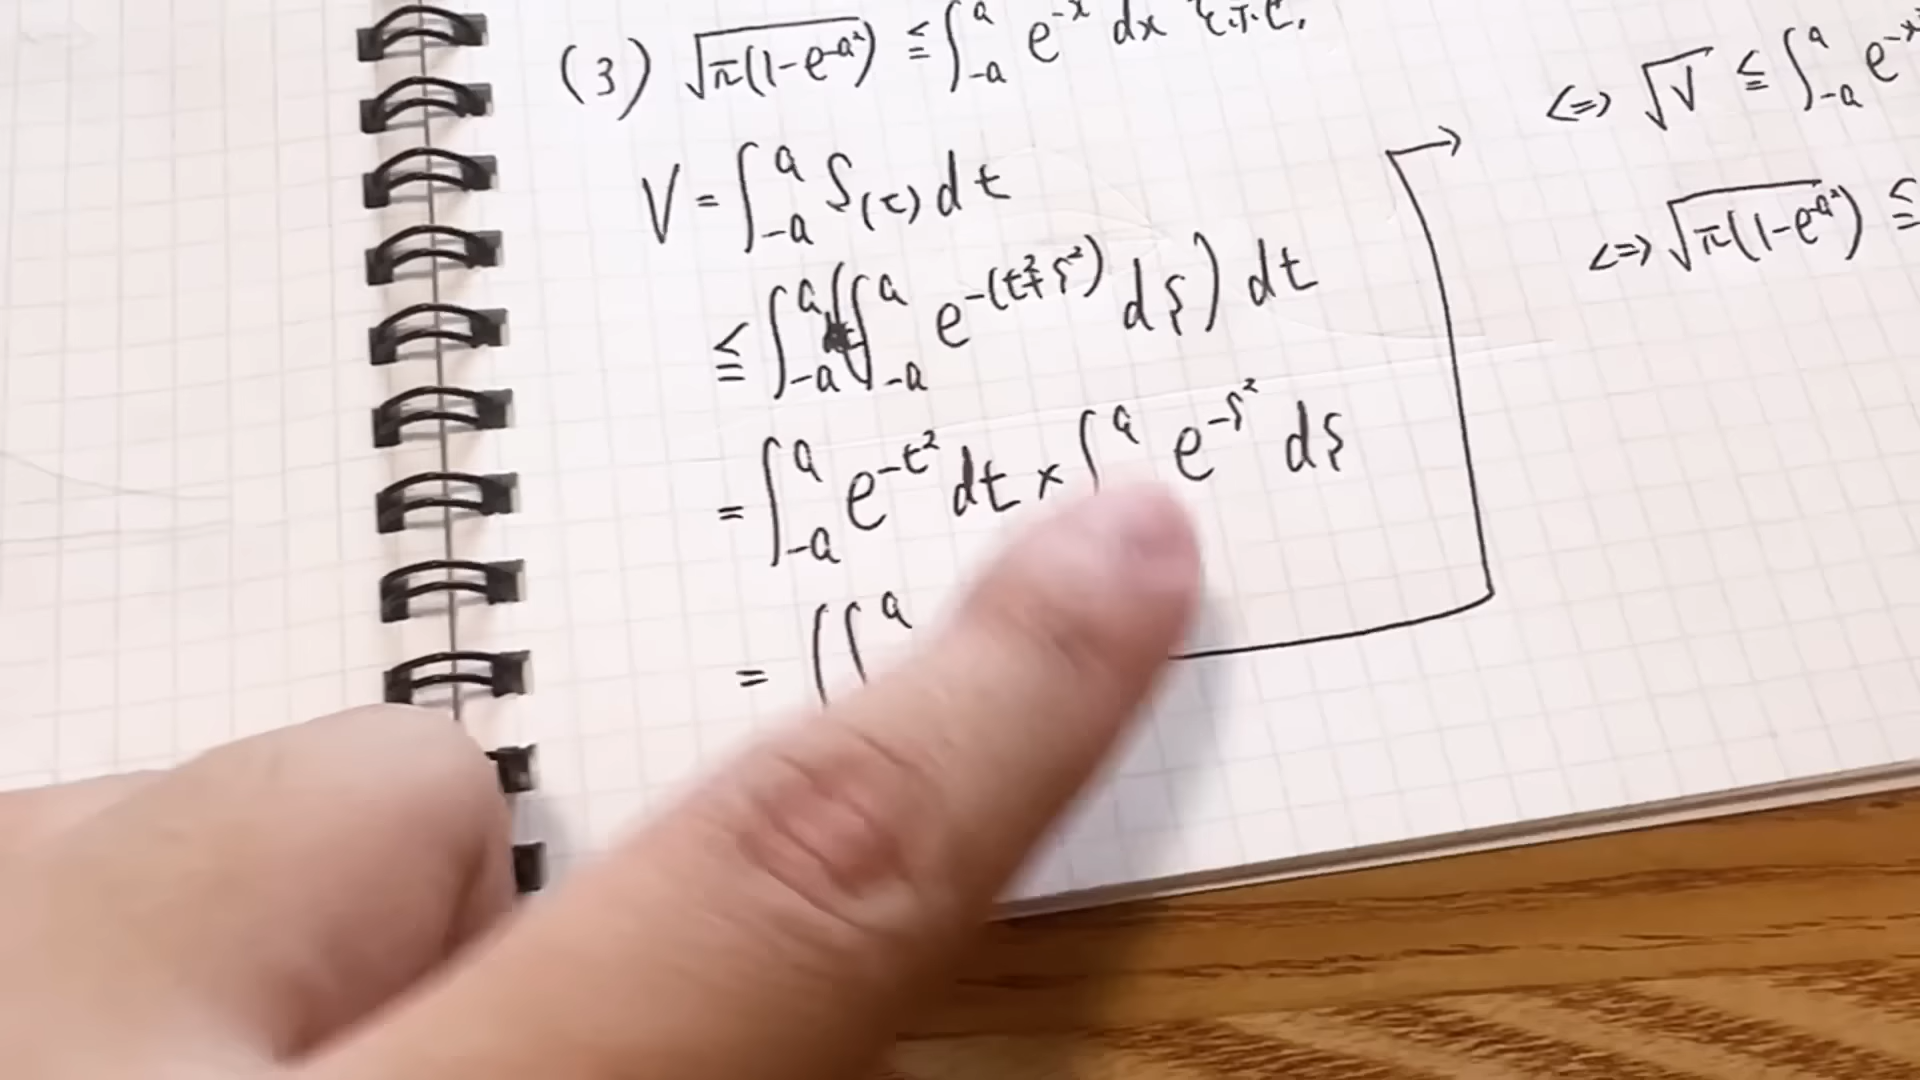 (3) √π(1-e^-a²) ≦ ∫_-a^a e^-x dx を示せ.
V = ∫_-a^a S(t) dt
≦ ∫_-a^a (∫_-a^a e^-(t²+s²) ds) dt
= ∫_-a^a e^-t² dt × ∫^a e^-s² ds
= (∫^a
<=> √V ≦ ∫_-a^a e^-x²
<=> √π(1-e^-a²) ≦